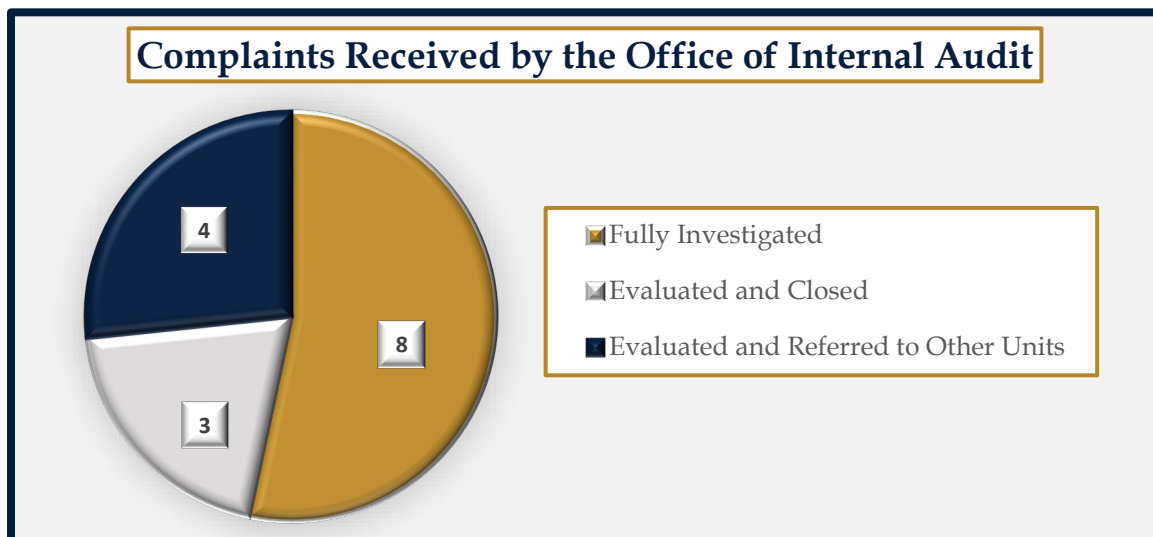 Complaints Received by the Office of Internal Audit
4
8
3
Fully Investigated
Evaluated and Closed
Evaluated and Referred to Other Units